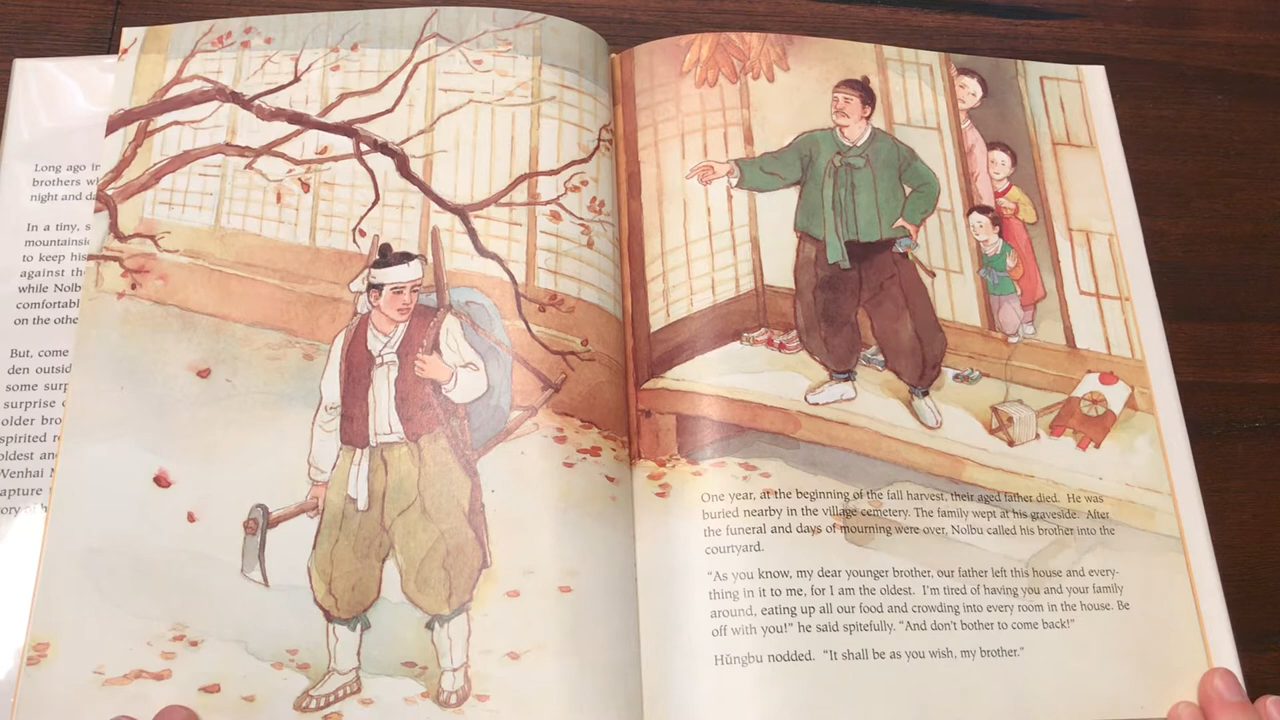 Long ago in
brothers
night and
In a tiny,
mountainsi
to keep his
against th
while Nolb
comfortabl
on the othe
But, come
den outsid
some surp
surprise
older bro
spirited
oldest an
Wenhai
apture
ory of h
One year, at the beginning of the fall harvest, their aged father died. He was
buried nearby in the village cemetery. The family wept at his graveside. After
the funeral and days of mourning were over, Nolbu called his brother into the
courtyard.
“As you know, my dear younger brother, our father left this house and every-
thing in it to me, for I am the oldest. I'm tired of having you and your family
around, eating up all our food and crowding into every room in the house. Be
off with you!” he said spitefully. “And don't bother to come back!”
Hŭngbu nodded. “It shall be as you wish, my brother.”